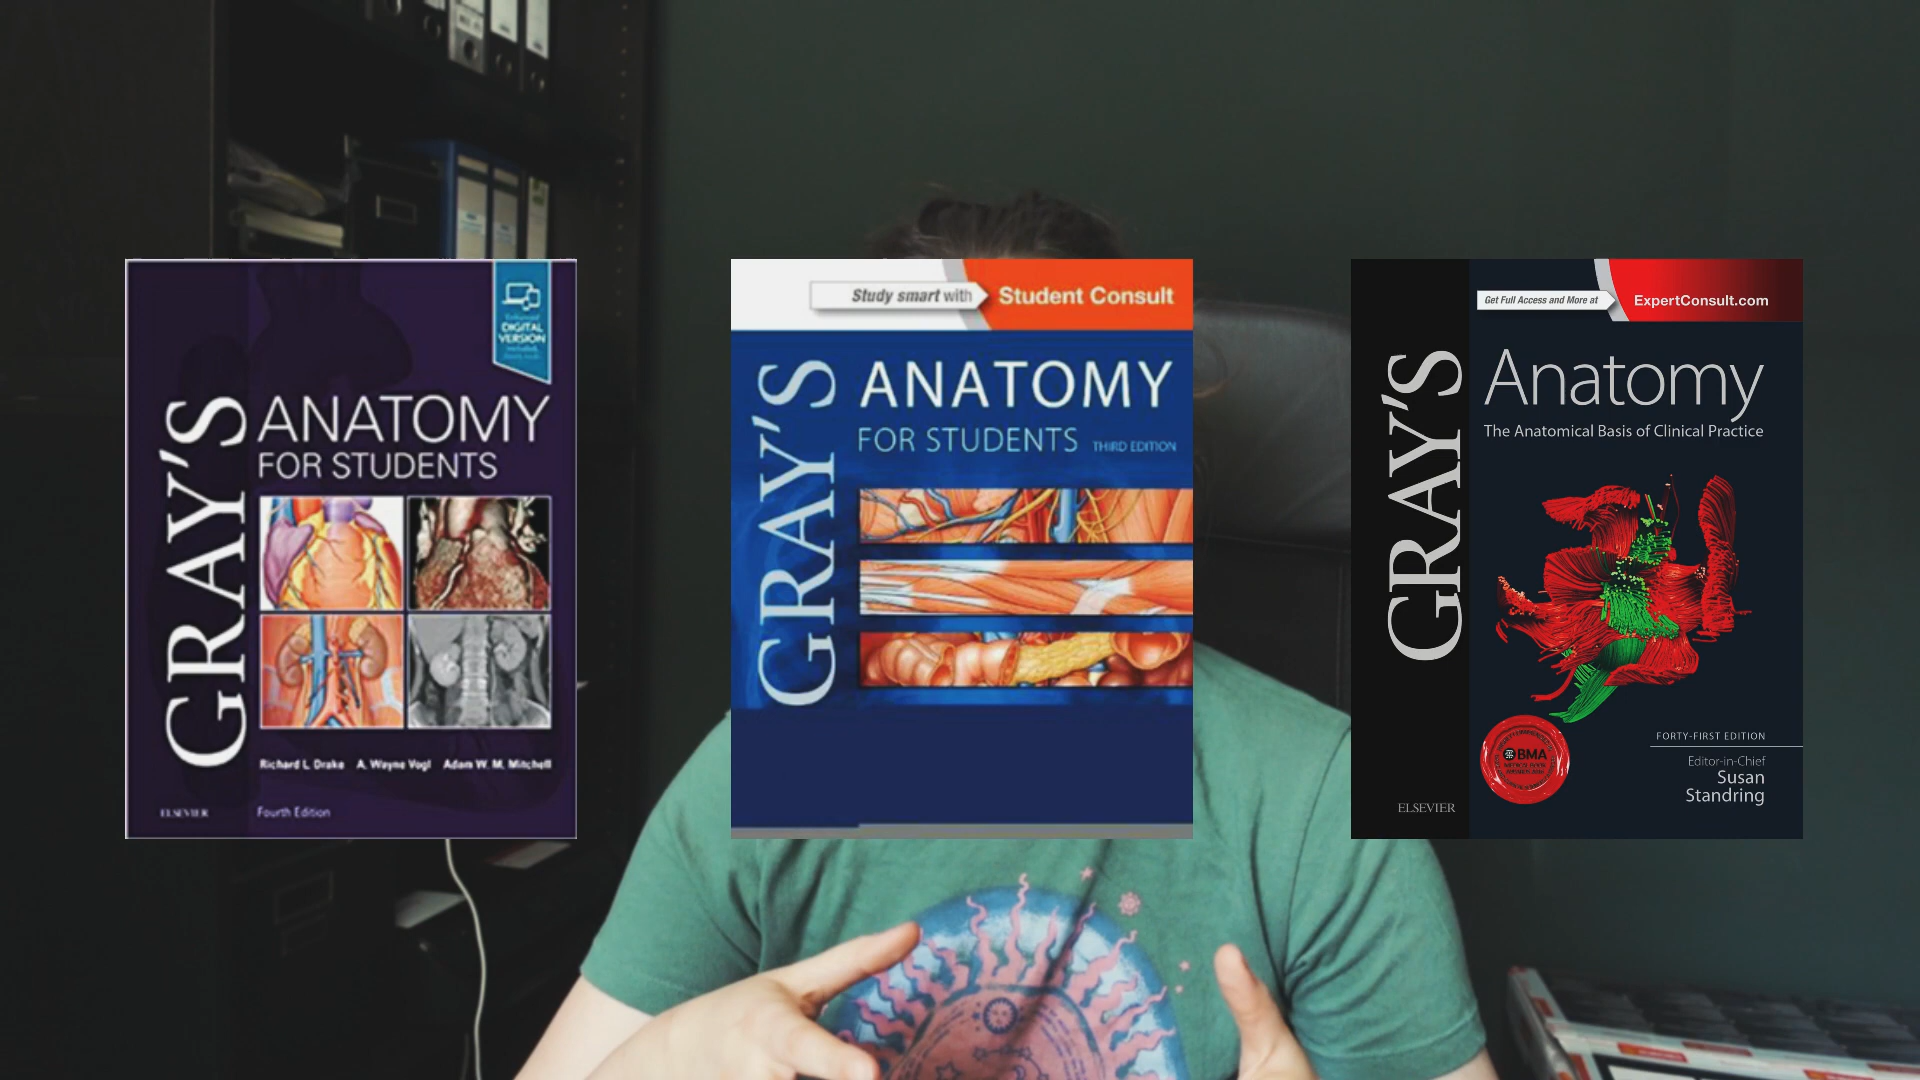 Enhanced
DIGITAL
VERSION
GRAY'S
ANATOMY
FOR STUDENTS
Richard L. Drake A. Wayne Vogl Adam W. M. Mitchell
ELSEVIER
Fourth Edition
Study smart with
Student Consult
GRAY'S
ANATOMY
FOR STUDENTS THIRD EDITION
Get Full Access and More at
ExpertConsult.com
GRAY'S
Anatomy
The Anatomical Basis of Clinical Practice
BMA
FORTY-FIRST EDITION
Editor-in-Chief
Susan
Standring
ELSEVIER